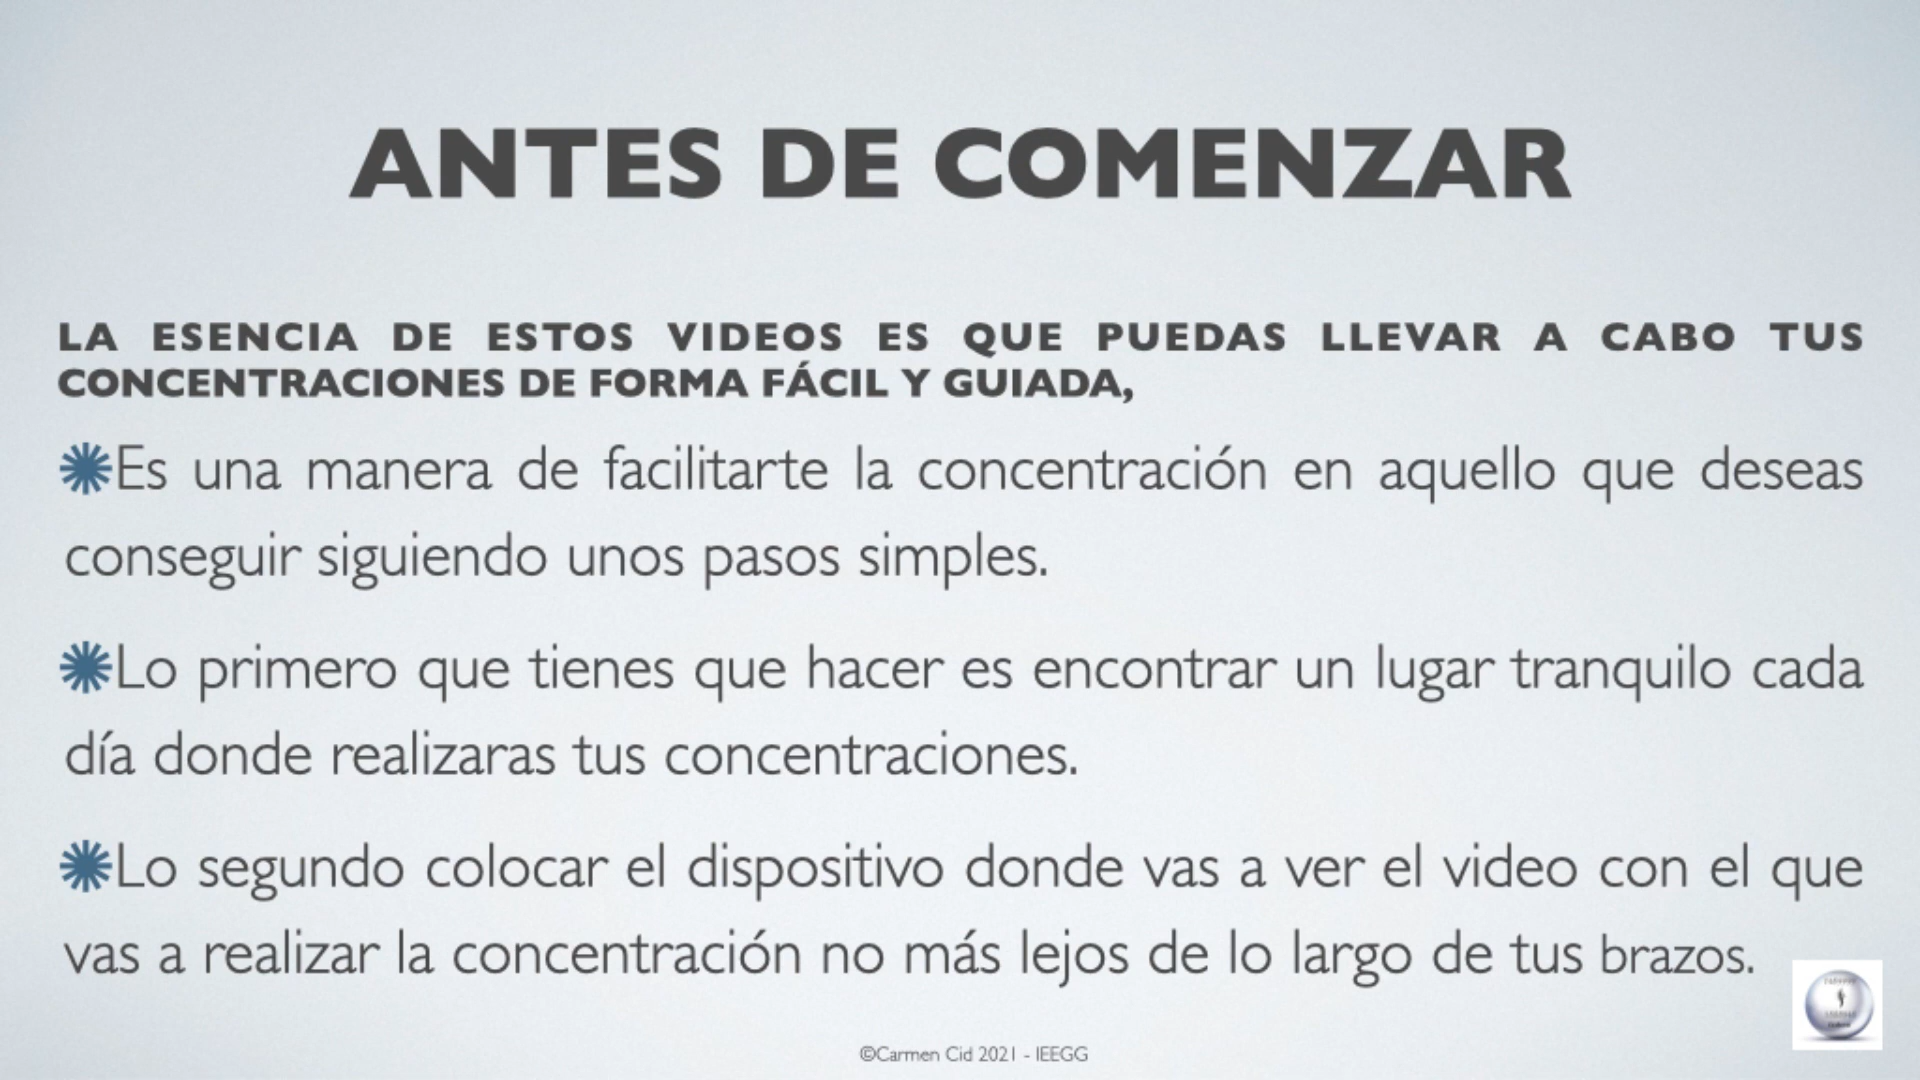 ANTES DE COMENZAR
LA ESENCIA DE ESTOS VIDEOS ES QUE PUEDAS LLEVAR A CABO TUS
CONCENTRACIONES DE FORMA FÁCIL Y GUIADA,
Es una manera de facilitarte la concentración en aquello que deseas
conseguir siguiendo unos pasos simples.
Lo primero que tienes que hacer es encontrar un lugar tranquilo cada
día donde realizaras tus concentraciones.
Lo segundo colocar el dispositivo donde vas a ver el video con el que
vas a realizar la concentración no más lejos de lo largo de tus brazos.
©Carmen Cid 2021 - IEEGG